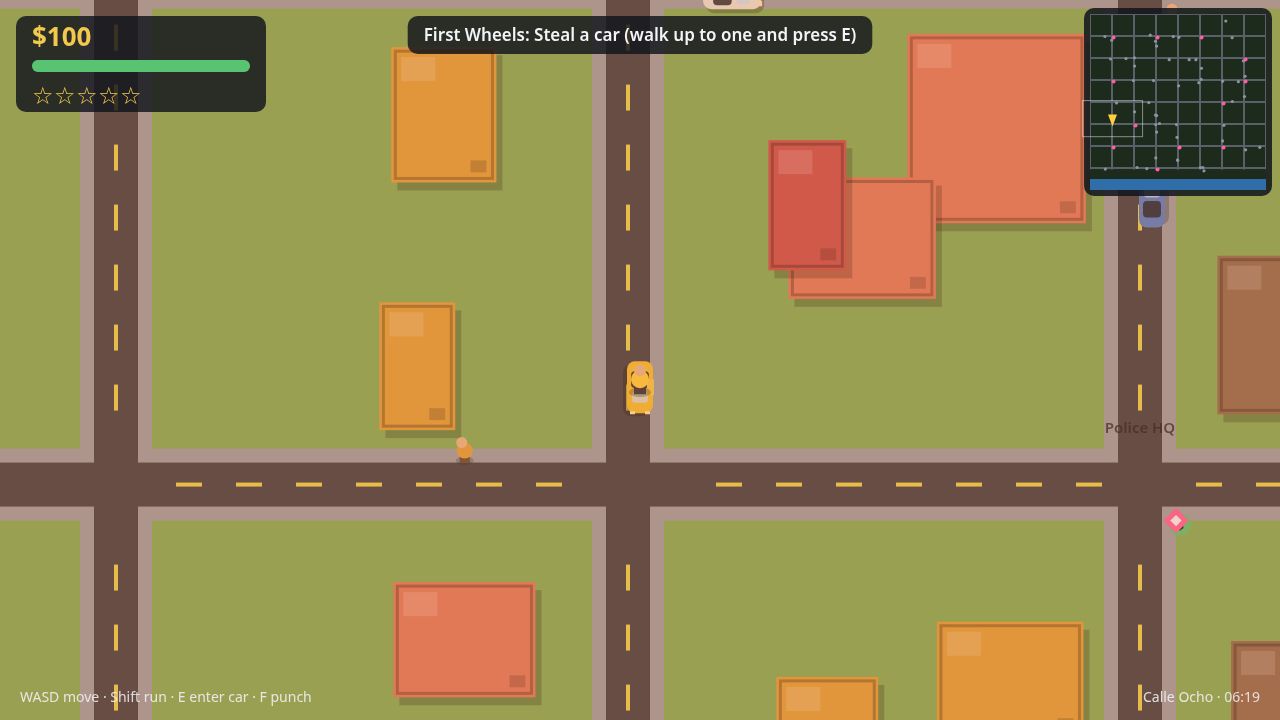 $100
First Wheels: Steal a car (walk up to one and press E)
☆☆☆☆☆
Police HQ
WASD move · Shift run · E enter car · F punch
Calle Ocho · 06:19